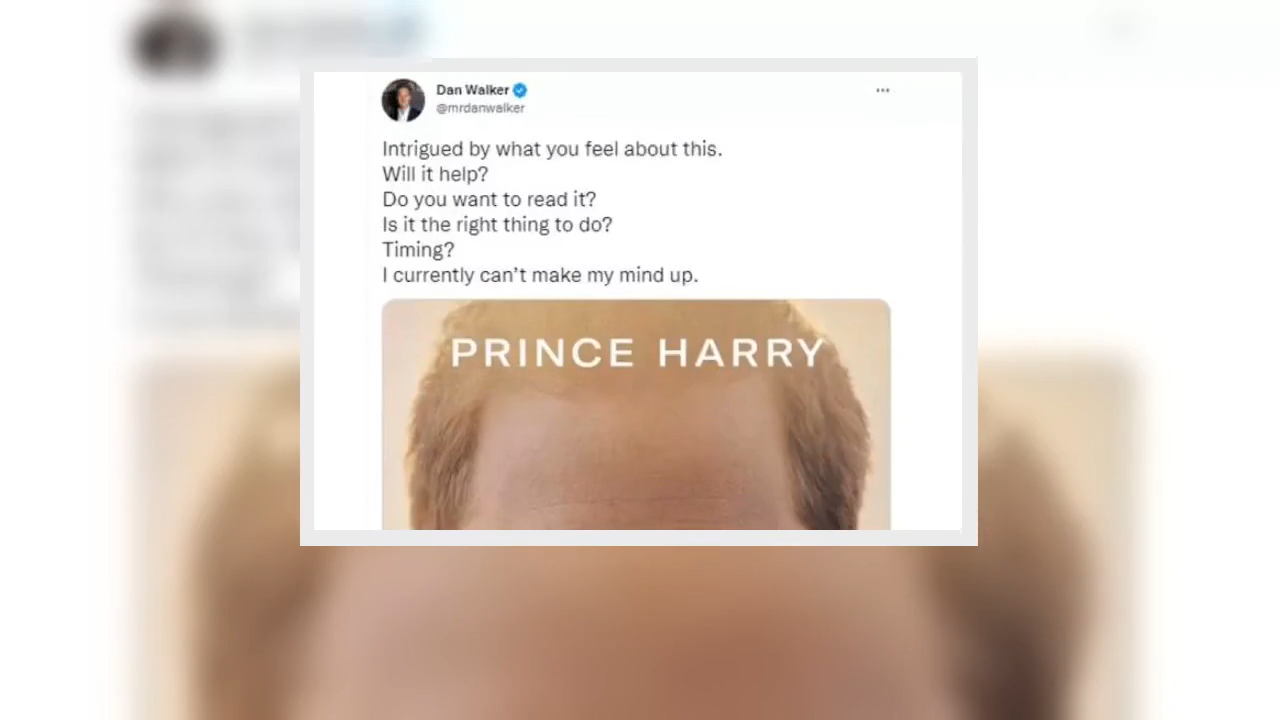 Dan Walker
@mrdanwalker
Intrigued by what you feel about this.
Will it help?
Do you want to read it?
Is it the right thing to do?
Timing?
I currently can't make my mind up.
PRINCE HARRY